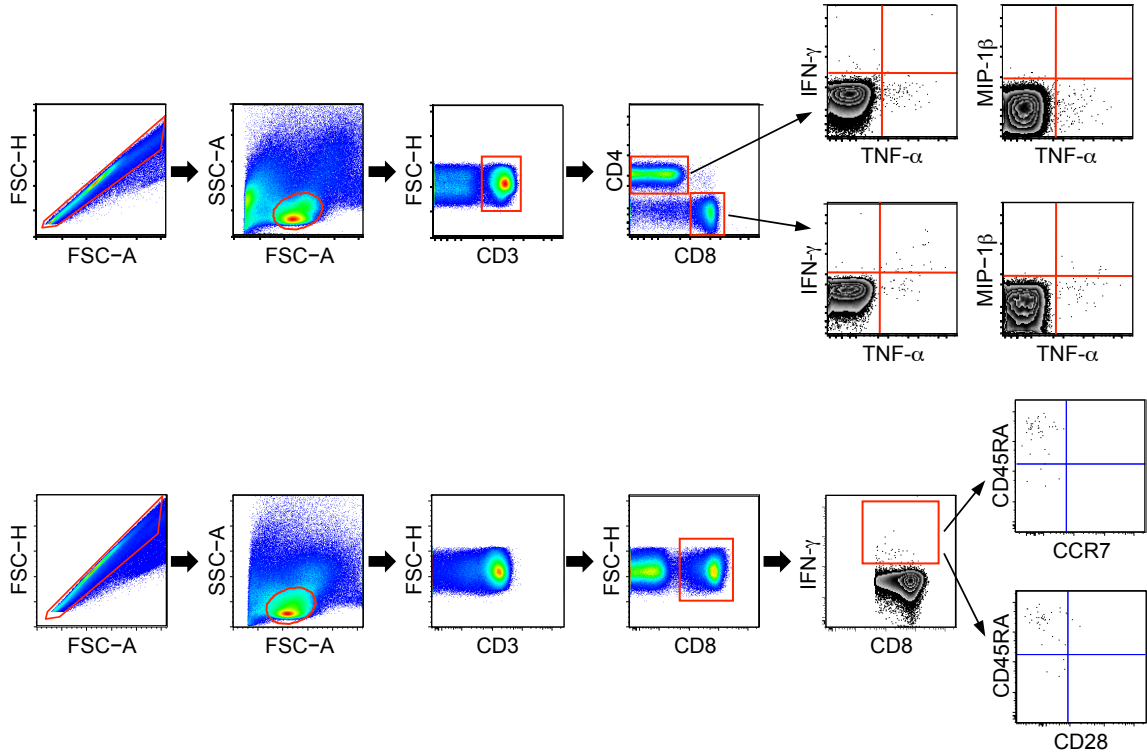 IFN-γ
TNF-α
MIP-1β
TNF-α
FSC-H
FSC-A
SSC-A
FSC-A
FSC-H
CD3
CD4
CD8
IFN-γ
TNF-α
MIP-1β
TNF-α
CD45RA
CCR7
FSC-H
FSC-A
SSC-A
FSC-A
FSC-H
CD3
FSC-H
CD8
IFN-γ
CD8
CD45RA
CD28